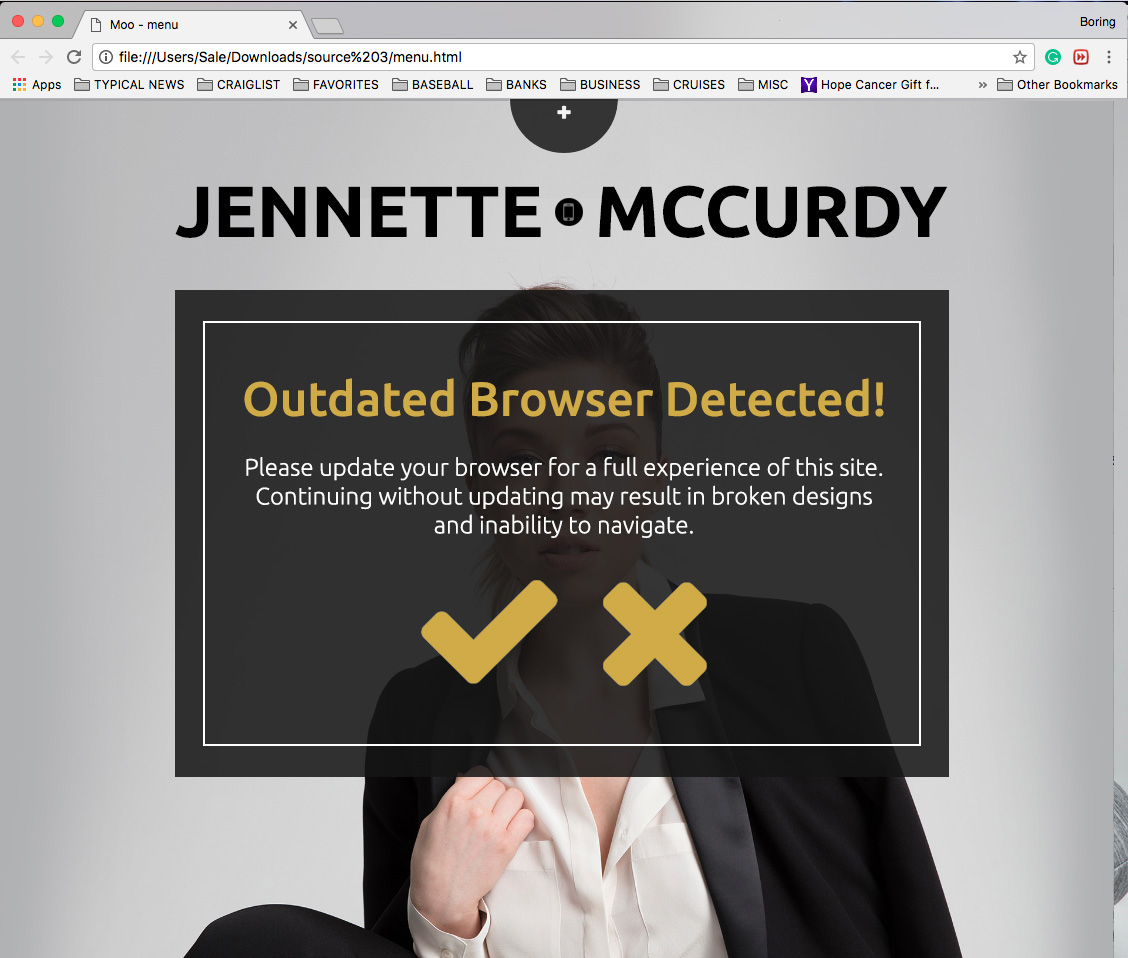 Moo - menu
Boring
file:///Users/Sale/Downloads/source%203/menu.html
Apps TYPICAL NEWS CRAIGLIST FAVORITES BASEBALL BANKS BUSINESS CRUISES MISC Hope Cancer Gift f... » Other Bookmarks
JENNETTE MCCURDY
Outdated Browser Detected!
Please update your browser for a full experience of this site.
Continuing without updating may result in broken designs
and inability to navigate.